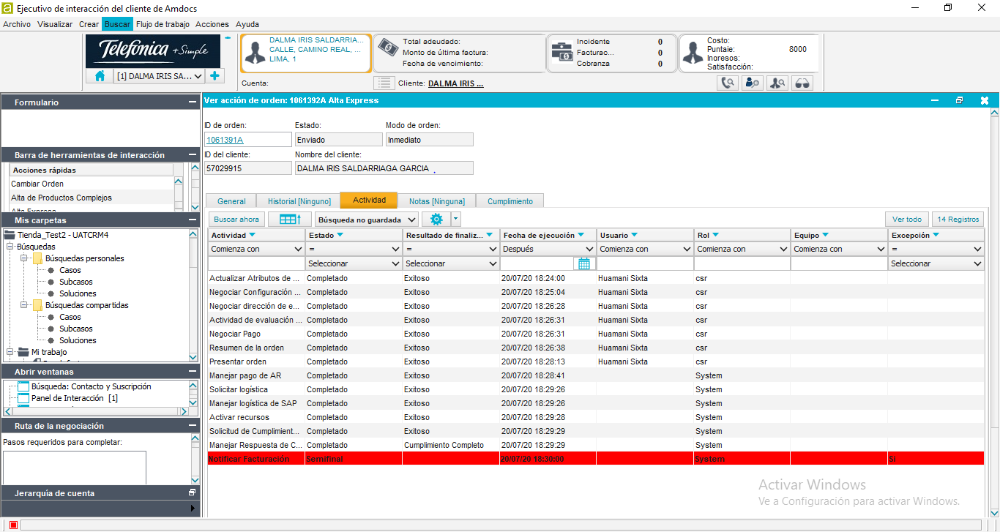 Ejecutivo de interacción del cliente de Amdocs
Archivo Visualizar Crear Buscar Flujo de trabajo Acciones Ayuda
Telefónica +Simple
[1] DALMA IRIS SA...
DALMA IRIS SALDARRIA...
CALLE, CAMINO REAL, ...
LIMA, 1
Total adeudado:
Monto de última factura:
Fecha de vencimiento:
Incidente 0
Facturac... 0
Cobranza 0
Costo:
Puntaie: 8000
Ingresos:
Satisfacción:
Cuenta:
Cliente: DALMA IRIS ...
Formulario
Barra de herramientas de interacción
Acciones rápidas
Cambiar Orden
Alta de Productos Complejos
Alta Express
Mis carpetas
Tienda_Test2 - UATCRM4
Búsquedas
Búsquedas personales
Casos
Subcasos
Soluciones
Búsquedas compartidas
Casos
Subcasos
Soluciones
Mi trabajo
Abrir ventanas
Búsqueda: Contacto y Suscripción
Panel de Interacción [1]
Ruta de la negociación
Pasos requeridos para completar:
Jerarquía de cuenta
Ver acción de orden: 1061392A Alta Express
ID de orden: Estado: Modo de orden:
1061391A Enviado Inmediato
ID del cliente: Nombre del cliente:
57029915 DALMA IRIS SALDARRIAGA GARCIA .
General Historial [Ninguno] Actividad Notas [Ninguna] Cumplimiento
Buscar ahora Búsqueda no guardada Ver todo 14 Registros
Actividad Estado Resultado de finaliz... Fecha de ejecución Usuario Rol Equipo Excepción
Comienza con = = Después Comienza con Comienza con Comienza con =
Seleccionar Seleccionar Seleccionar
Actualizar Atributos de ... Completado Exitoso 20/07/20 18:24:00 Huamani Sixta csr
Negociar Configuración ... Completado Exitoso 20/07/20 18:25:04 Huamani Sixta csr
Negociar dirección de e... Completado Exitoso 20/07/20 18:26:28 Huamani Sixta csr
Actividad de evaluación ... Completado Exitoso 20/07/20 18:26:31 Huamani Sixta csr
Negociar Pago Completado Exitoso 20/07/20 18:26:31 Huamani Sixta csr
Resumen de la orden Completado Exitoso 20/07/20 18:26:38 Huamani Sixta csr
Presentar orden Completado Exitoso 20/07/20 18:28:13 Huamani Sixta csr
Manejar pago de AR Completado Exitoso 20/07/20 18:28:41 System
Solicitar logística Completado Exitoso 20/07/20 18:29:26 System
Manejar logística de SAP Completado Exitoso 20/07/20 18:29:26 System
Activar recursos Completado Exitoso 20/07/20 18:29:28 System
Solicitud de Cumplimient... Completado Exitoso 20/07/20 18:29:29 System
Manejar Respuesta de C... Completado Cumplimiento Completo 20/07/20 18:29:29 System
Notificar Facturación Semifinal 20/07/20 18:30:00 System Si
Activar Windows
Ve a Configuración para activar Windows.